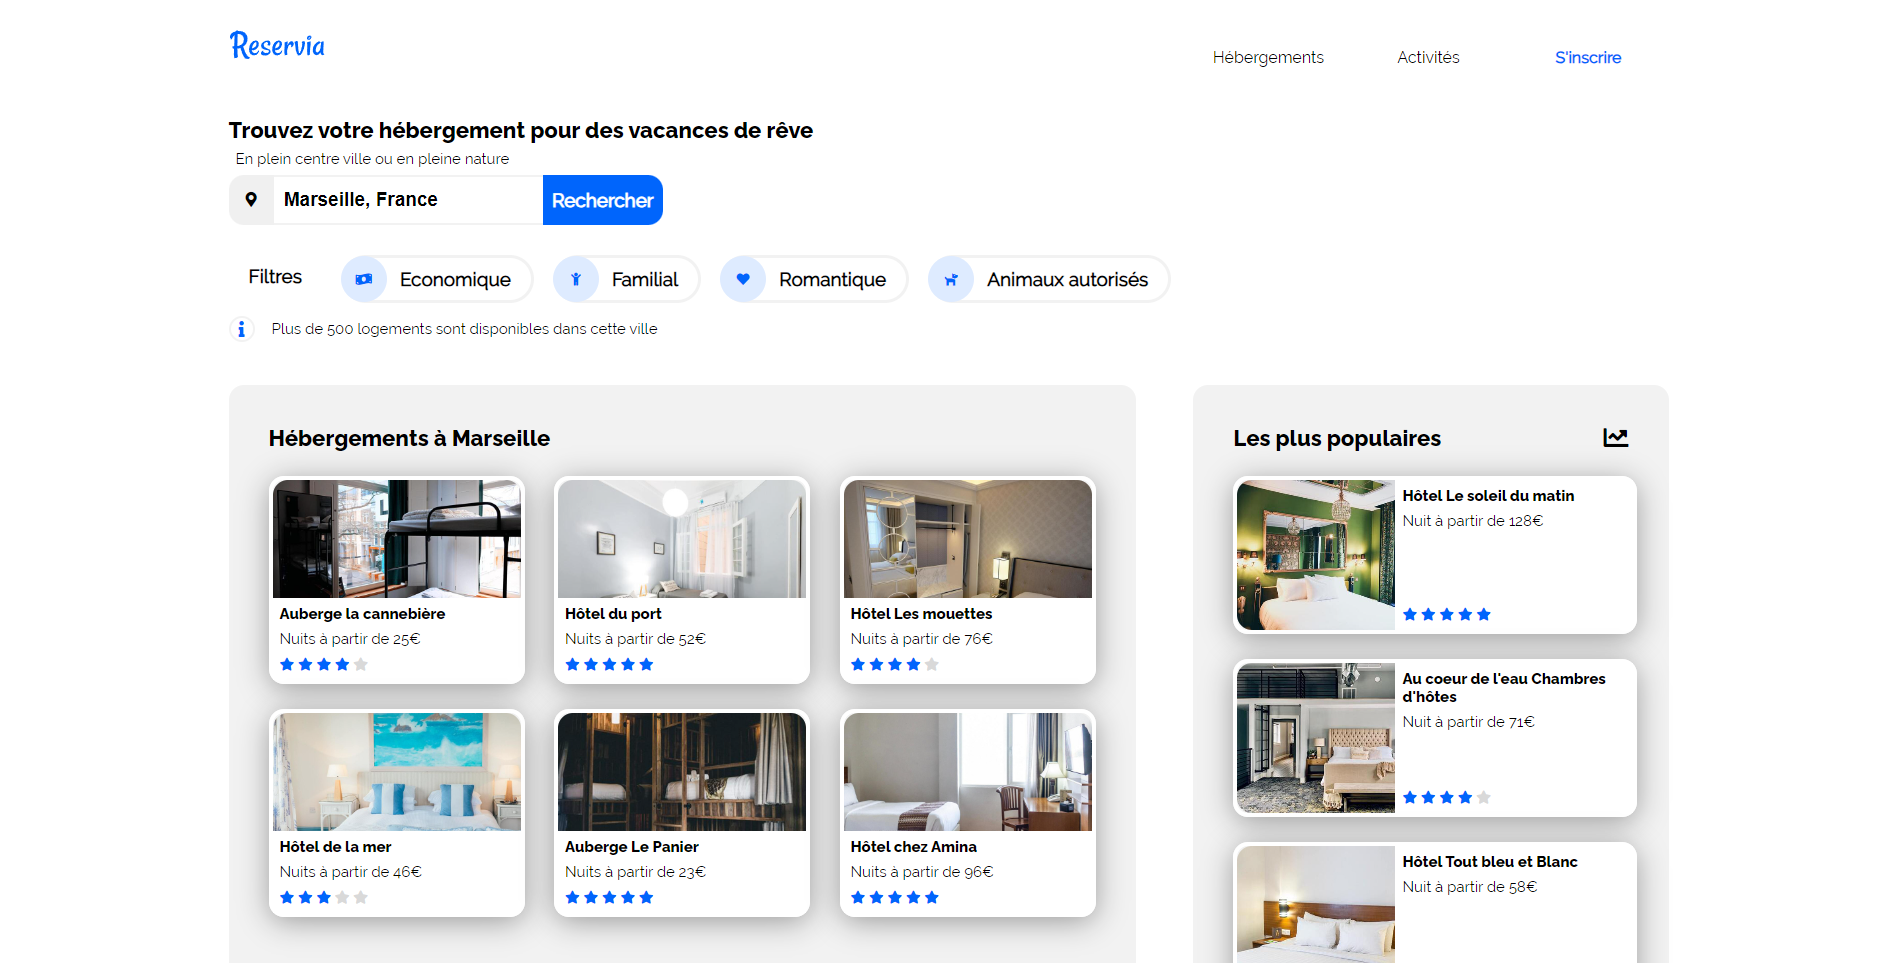 Reservia
Hébergements
Activités
S'inscrire
Trouvez votre hébergement pour des vacances de rêve
En plein centre ville ou en pleine nature
Marseille, France
Rechercher
Filtres
Economique
Familial
Romantique
Animaux autorisés
Plus de 500 logements sont disponibles dans cette ville
Hébergements à Marseille
Auberge la cannebière
Nuits à partir de 25€
Hôtel du port
Nuits à partir de 52€
Hôtel Les mouettes
Nuits à partir de 76€
Hôtel de la mer
Nuits à partir de 46€
Auberge Le Panier
Nuits à partir de 23€
Hôtel chez Amina
Nuits à partir de 96€
Les plus populaires
Hôtel Le soleil du matin
Nuit à partir de 128€
Au coeur de l'eau Chambres
d'hôtes
Nuit à partir de 71€
Hôtel Tout bleu et Blanc
Nuit à partir de 58€